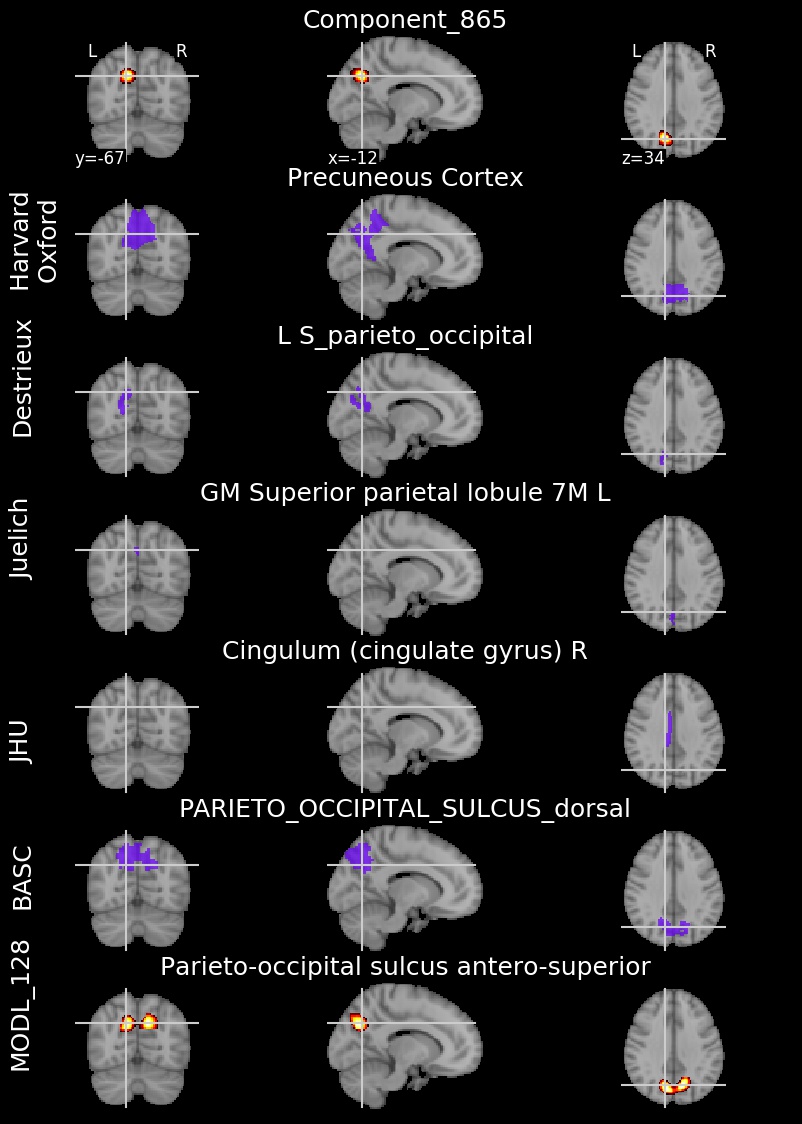 Component_865
L R
L R
y=-67
x=-12
z=34
Precuneous Cortex
Harvard
Oxford
L S_parieto_occipital
Destrieux
GM Superior parietal lobule 7M L
Juelich
Cingulum (cingulate gyrus) R
JHU
PARIETO_OCCIPITAL_SULCUS_dorsal
BASC
Parieto-occipital sulcus antero-superior
MODL_128